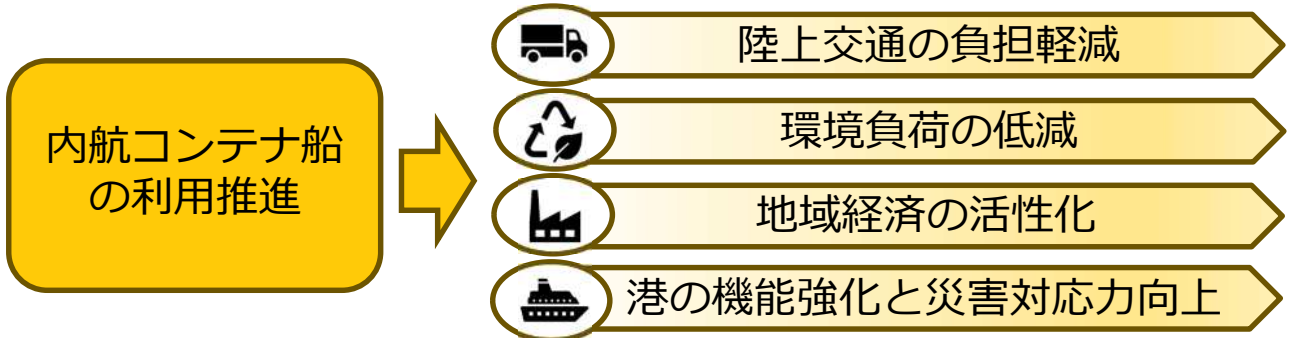 内航コンテナ船
の利用推進
陸上交通の負担軽減
環境負荷の低減
地域経済の活性化
港の機能強化と災害対応力向上